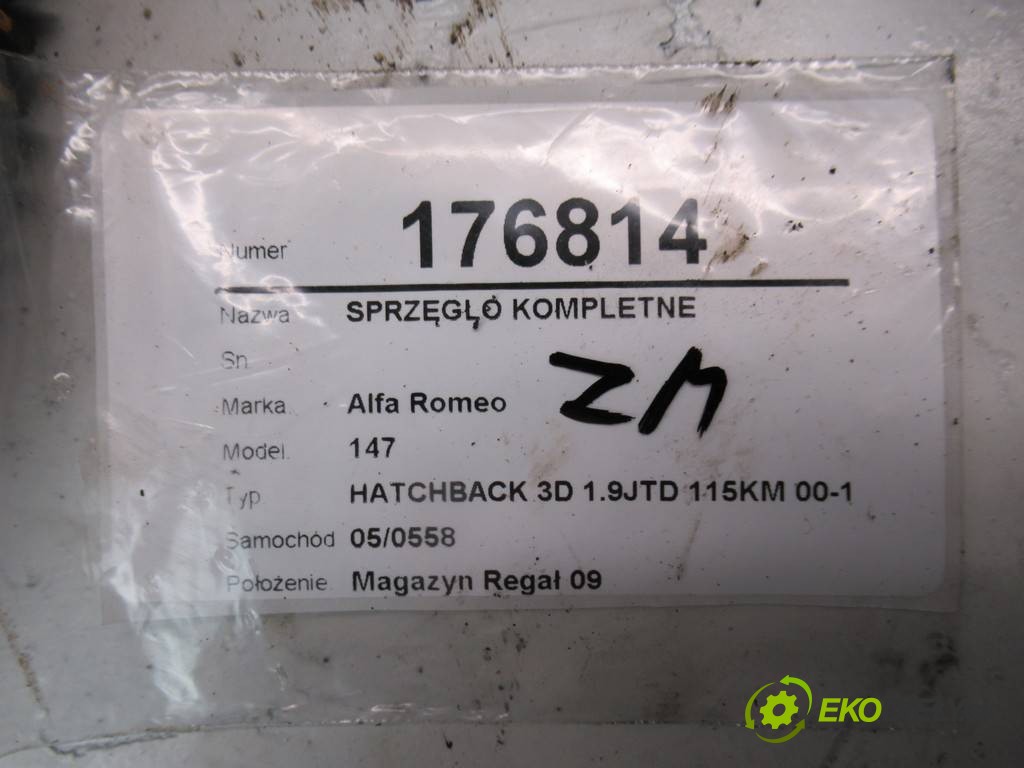 Numer 176814
Nazwa SPRZĘGŁO KOMPLETNE
Sn
ZM
Marka Alfa Romeo
Model 147
Typ HATCHBACK 3D 1.9JTD 115KM 00-1
Samochód 05/0558
Położenie Magazyn Regał 09
EKO